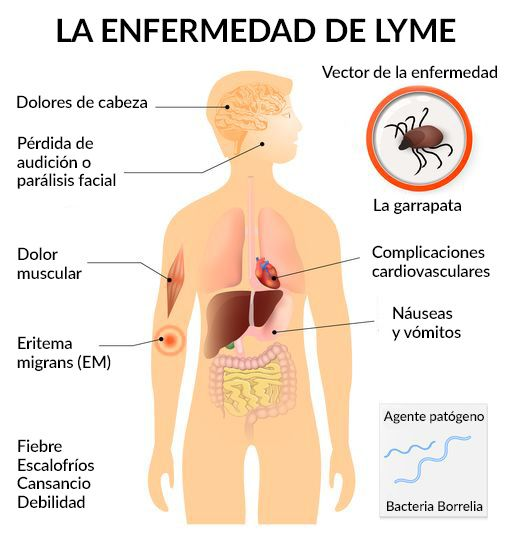 LA ENFERMEDAD DE LYME
Vector de la enfermedad
Dolores de cabeza
Pérdida de
audición o
parálisis facial
La garrapata
Dolor
muscular
Complicaciones
cardiovasculares
Náuseas
y vómitos
Eritema
migrans (EM)
Fiebre
Escalofríos
Cansancio
Debilidad
Agente patógeno
Bacteria Borrelia